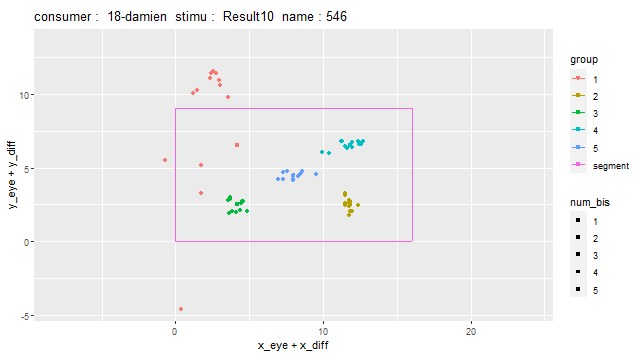 consumer : 18-damien stimu : Result10 name : 546
y_eye + y_diff
10
5
0
-5
0
10
20
x_eye + x_diff
group
1
2
3
4
5
segment
num_bis
1
2
3
4
5